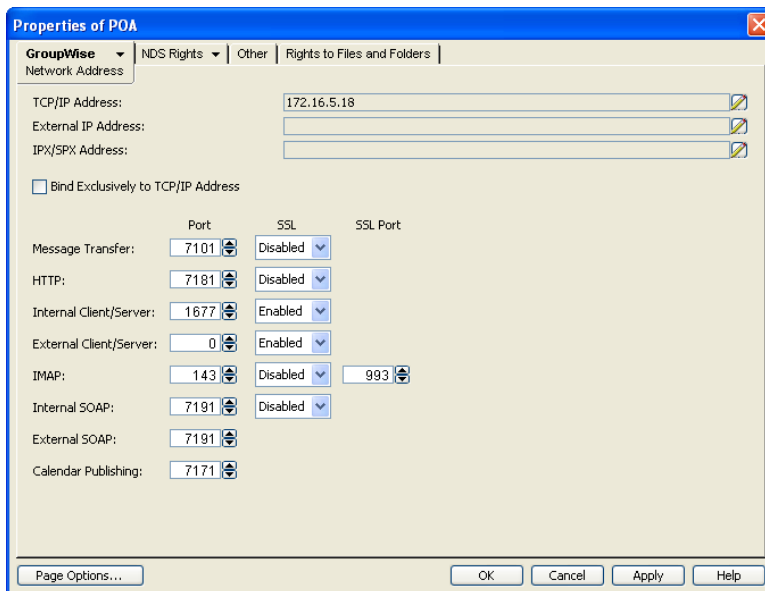 Properties of POA
GroupWise NDS Rights Other Rights to Files and Folders
Network Address
TCP/IP Address: 172.16.5.18
External IP Address:
IPX/SPX Address:
Bind Exclusively to TCP/IP Address
Port SSL SSL Port
Message Transfer: 7101 Disabled
HTTP: 7181 Disabled
Internal Client/Server: 1677 Enabled
External Client/Server: 0 Enabled
IMAP: 143 Disabled 993
Internal SOAP: 7191 Disabled
External SOAP: 7191
Calendar Publishing: 7171
Page Options... OK Cancel Apply Help